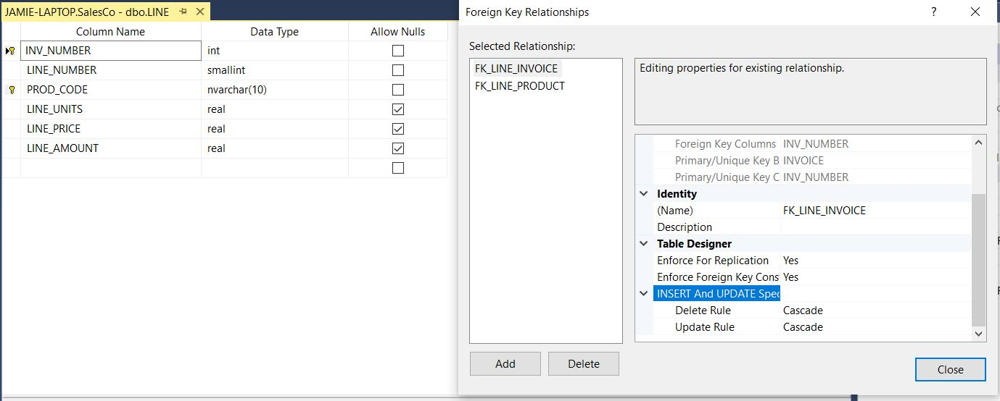 JAMIE-LAPTOP.SalesCo - dbo.LINE
Column Name Data Type Allow Nulls
INV_NUMBER int
LINE_NUMBER smallint
PROD_CODE nvarchar(10)
LINE_UNITS real
LINE_PRICE real
LINE_AMOUNT real
Foreign Key Relationships
Selected Relationship:
FK_LINE_INVOICE
FK_LINE_PRODUCT
Add Delete
Editing properties for existing relationship.
Foreign Key Columns INV_NUMBER
Primary/Unique Key B INVOICE
Primary/Unique Key C INV_NUMBER
Identity
(Name) FK_LINE_INVOICE
Description
Table Designer
Enforce For Replication Yes
Enforce Foreign Key Cons Yes
INSERT And UPDATE Spec
Delete Rule Cascade
Update Rule Cascade
Close